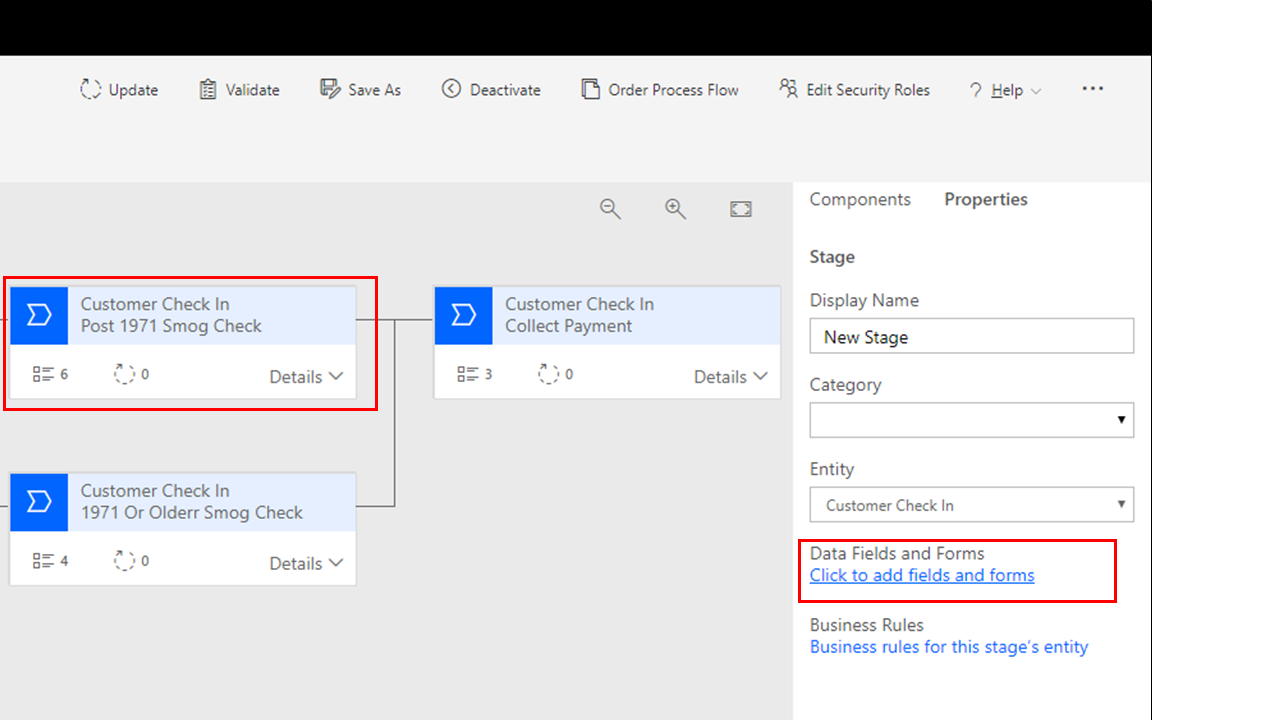 Update
Validate
Save As
Deactivate
Order Process Flow
Edit Security Roles
? Help
...
Components
Properties
Stage
Display Name
New Stage
Category
Entity
Customer Check In
Data Fields and Forms
Click to add fields and forms
Business Rules
Business rules for this stage's entity
Customer Check In
Post 1971 Smog Check
6
0
Details
Customer Check In
Collect Payment
3
0
Details
Customer Check In
1971 Or Olderr Smog Check
4
0
Details